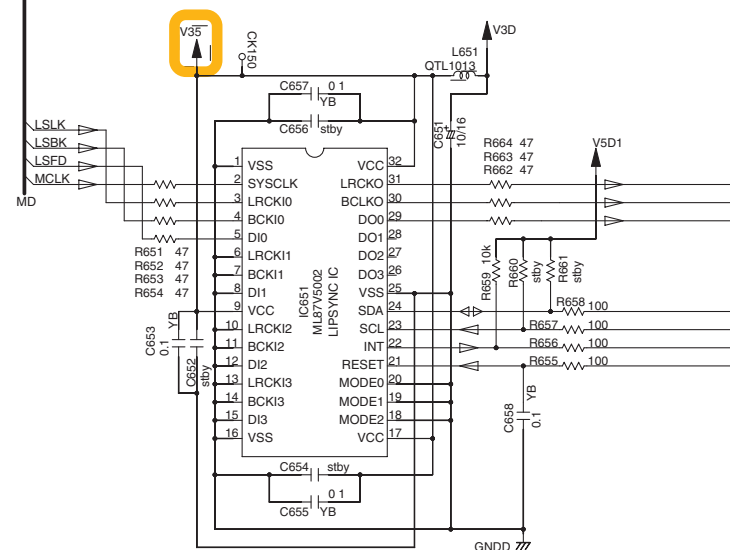 V35
CK150
V3D
L651
QTL1013
C657 0 1
YB
C656 stby
C651
10/16
LSLK
LSBK
LSFD
MCLK
MD
R664 47
R663 47
R662 47
V5D1
1 VSS
2 SYSCLK
3 LRCKI0
4 BCKI0
5 DI0
6 LRCKI1
7 BCKI1
8 DI1
9 VCC
10 LRCKI2
11 BCKI2
12 DI2
13 LRCKI3
14 BCKI3
15 DI3
16 VSS
IC651
ML87V5002
LIPSYNC IC
VCC 32
LRCKO 31
BCLKO 30
DO0 29
DO1 28
DO2 27
DO3 26
VSS 25
SDA 24
SCL 23
INT 22
RESET 21
MODE0 20
MODE1 19
MODE2 18
VCC 17
R651 47
R652 47
R653 47
R654 47
C653
0.1
YB
C652
stby
R659 10k
R660
stby
R661
stby
R658 100
R657 100
R656 100
R655 100
C658
0.1
YB
C654 stby
C655 0 1
YB
GNDD